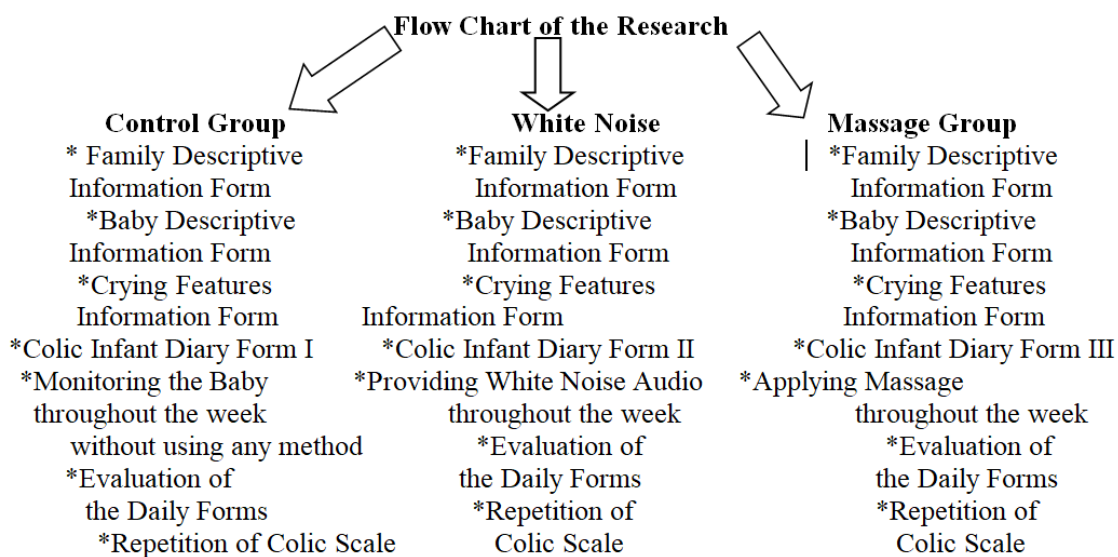 Flow Chart of the Research
Control Group
* Family Descriptive
Information Form
*Baby Descriptive
Information Form
*Crying Features
Information Form
*Colic Infant Diary Form I
*Monitoring the Baby
throughout the week
without using any method
*Evaluation of
the Daily Forms
*Repetition of Colic Scale
White Noise
*Family Descriptive
Information Form
*Baby Descriptive
Information Form
*Crying Features
Information Form
*Colic Infant Diary Form II
*Providing White Noise Audio
throughout the week
*Evaluation of
the Daily Forms
*Repetition of
Colic Scale
Massage Group
*Family Descriptive
Information Form
*Baby Descriptive
Information Form
*Crying Features
Information Form
*Colic Infant Diary Form III
*Applying Massage
throughout the week
*Evaluation of
the Daily Forms
*Repetition of
Colic Scale